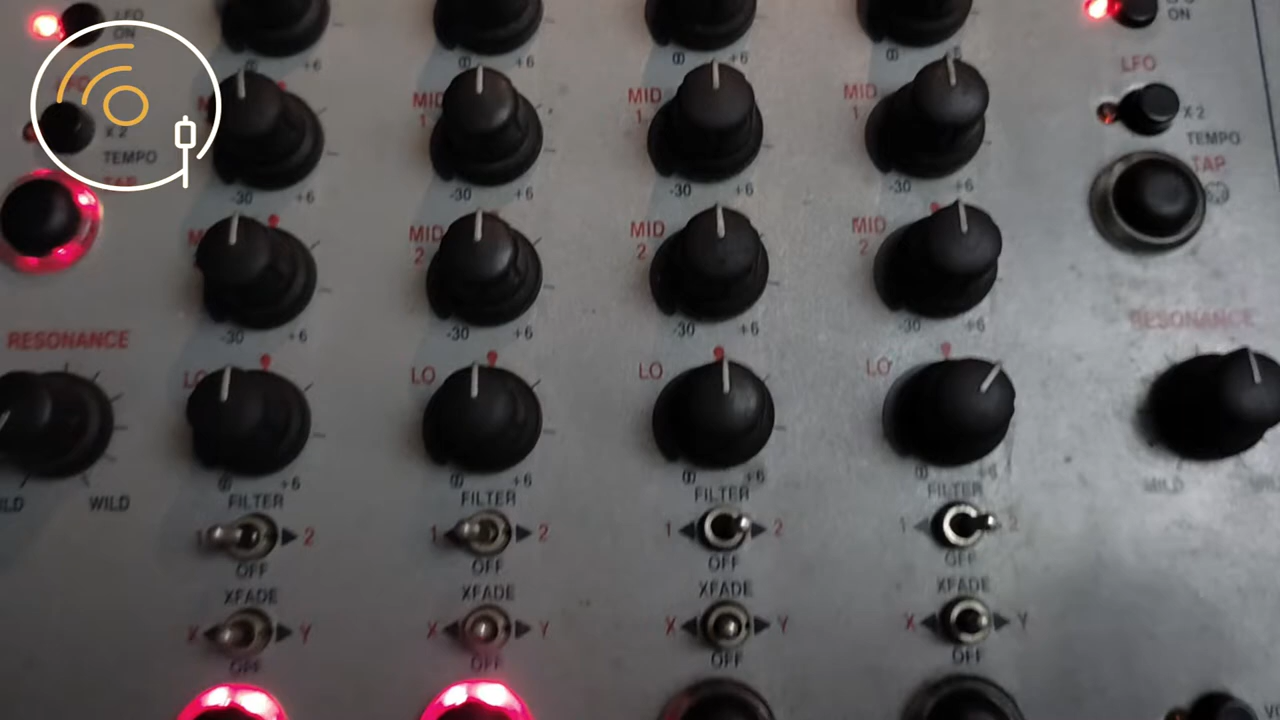 LFO
ON
ON
+6
+6
+6
LFO
MID
1
MID
1
MID
1
X 2
X 2
TEMPO
TEMPO
TAP
TAP
-30
+6
-30
+6
-30
+6
-30
+6
MID
2
MID
2
MID
2
-30
+6
-30
+6
-30
+6
-30
+6
RESONANCE
RESONANCE
LO
LO
LO
LO
+6
+6
+6
+6
WILD
MILD
FILTER
FILTER
FILTER
FILTER
1
2
1
2
1
2
1
2
OFF
OFF
OFF
OFF
XFADE
XFADE
XFADE
XFADE
X
Y
X
Y
X
Y
X
Y
OFF
OFF
OFF
OFF